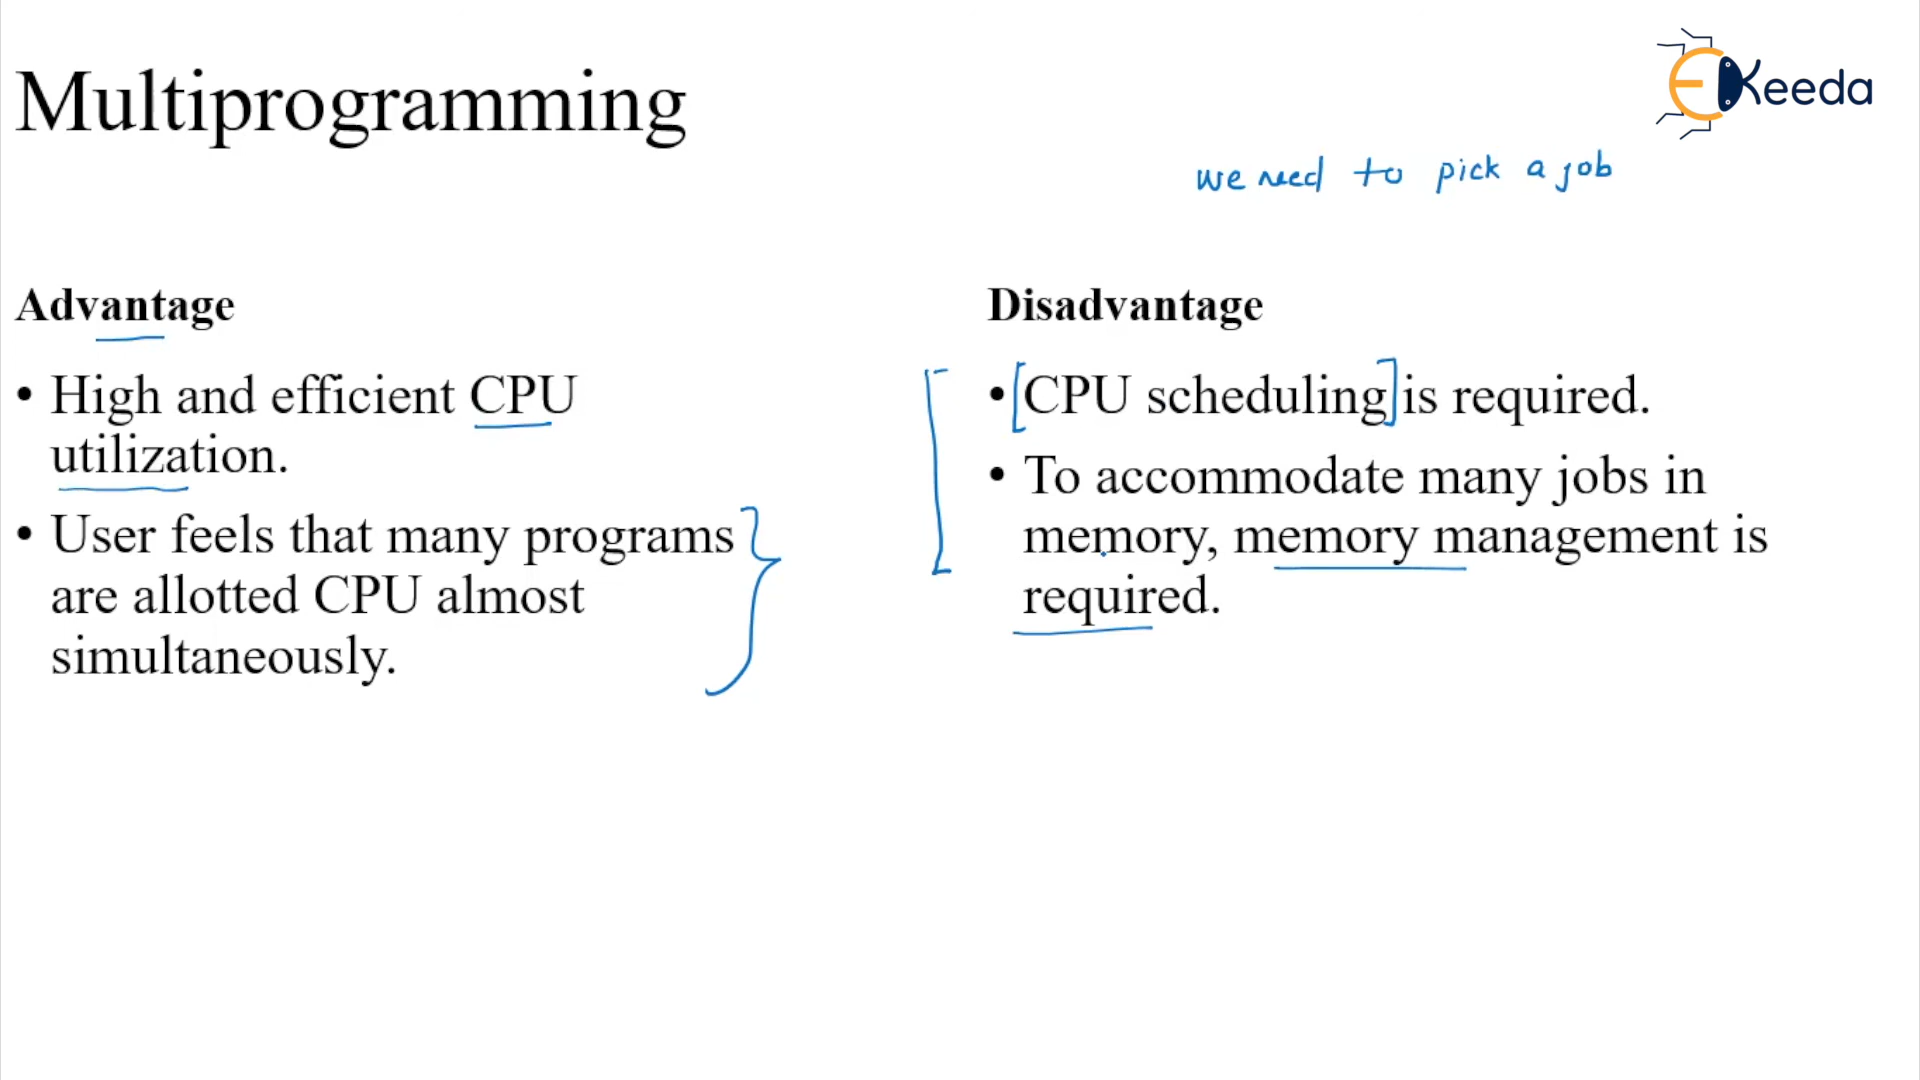 Multiprogramming
EKeeda
we need to pick a job
Advantage
• High and efficient CPU
utilization.
• User feels that many programs
are allotted CPU almost
simultaneously.
Disadvantage
• [CPU scheduling] is required.
• To accommodate many jobs in
memory, memory management is
required.